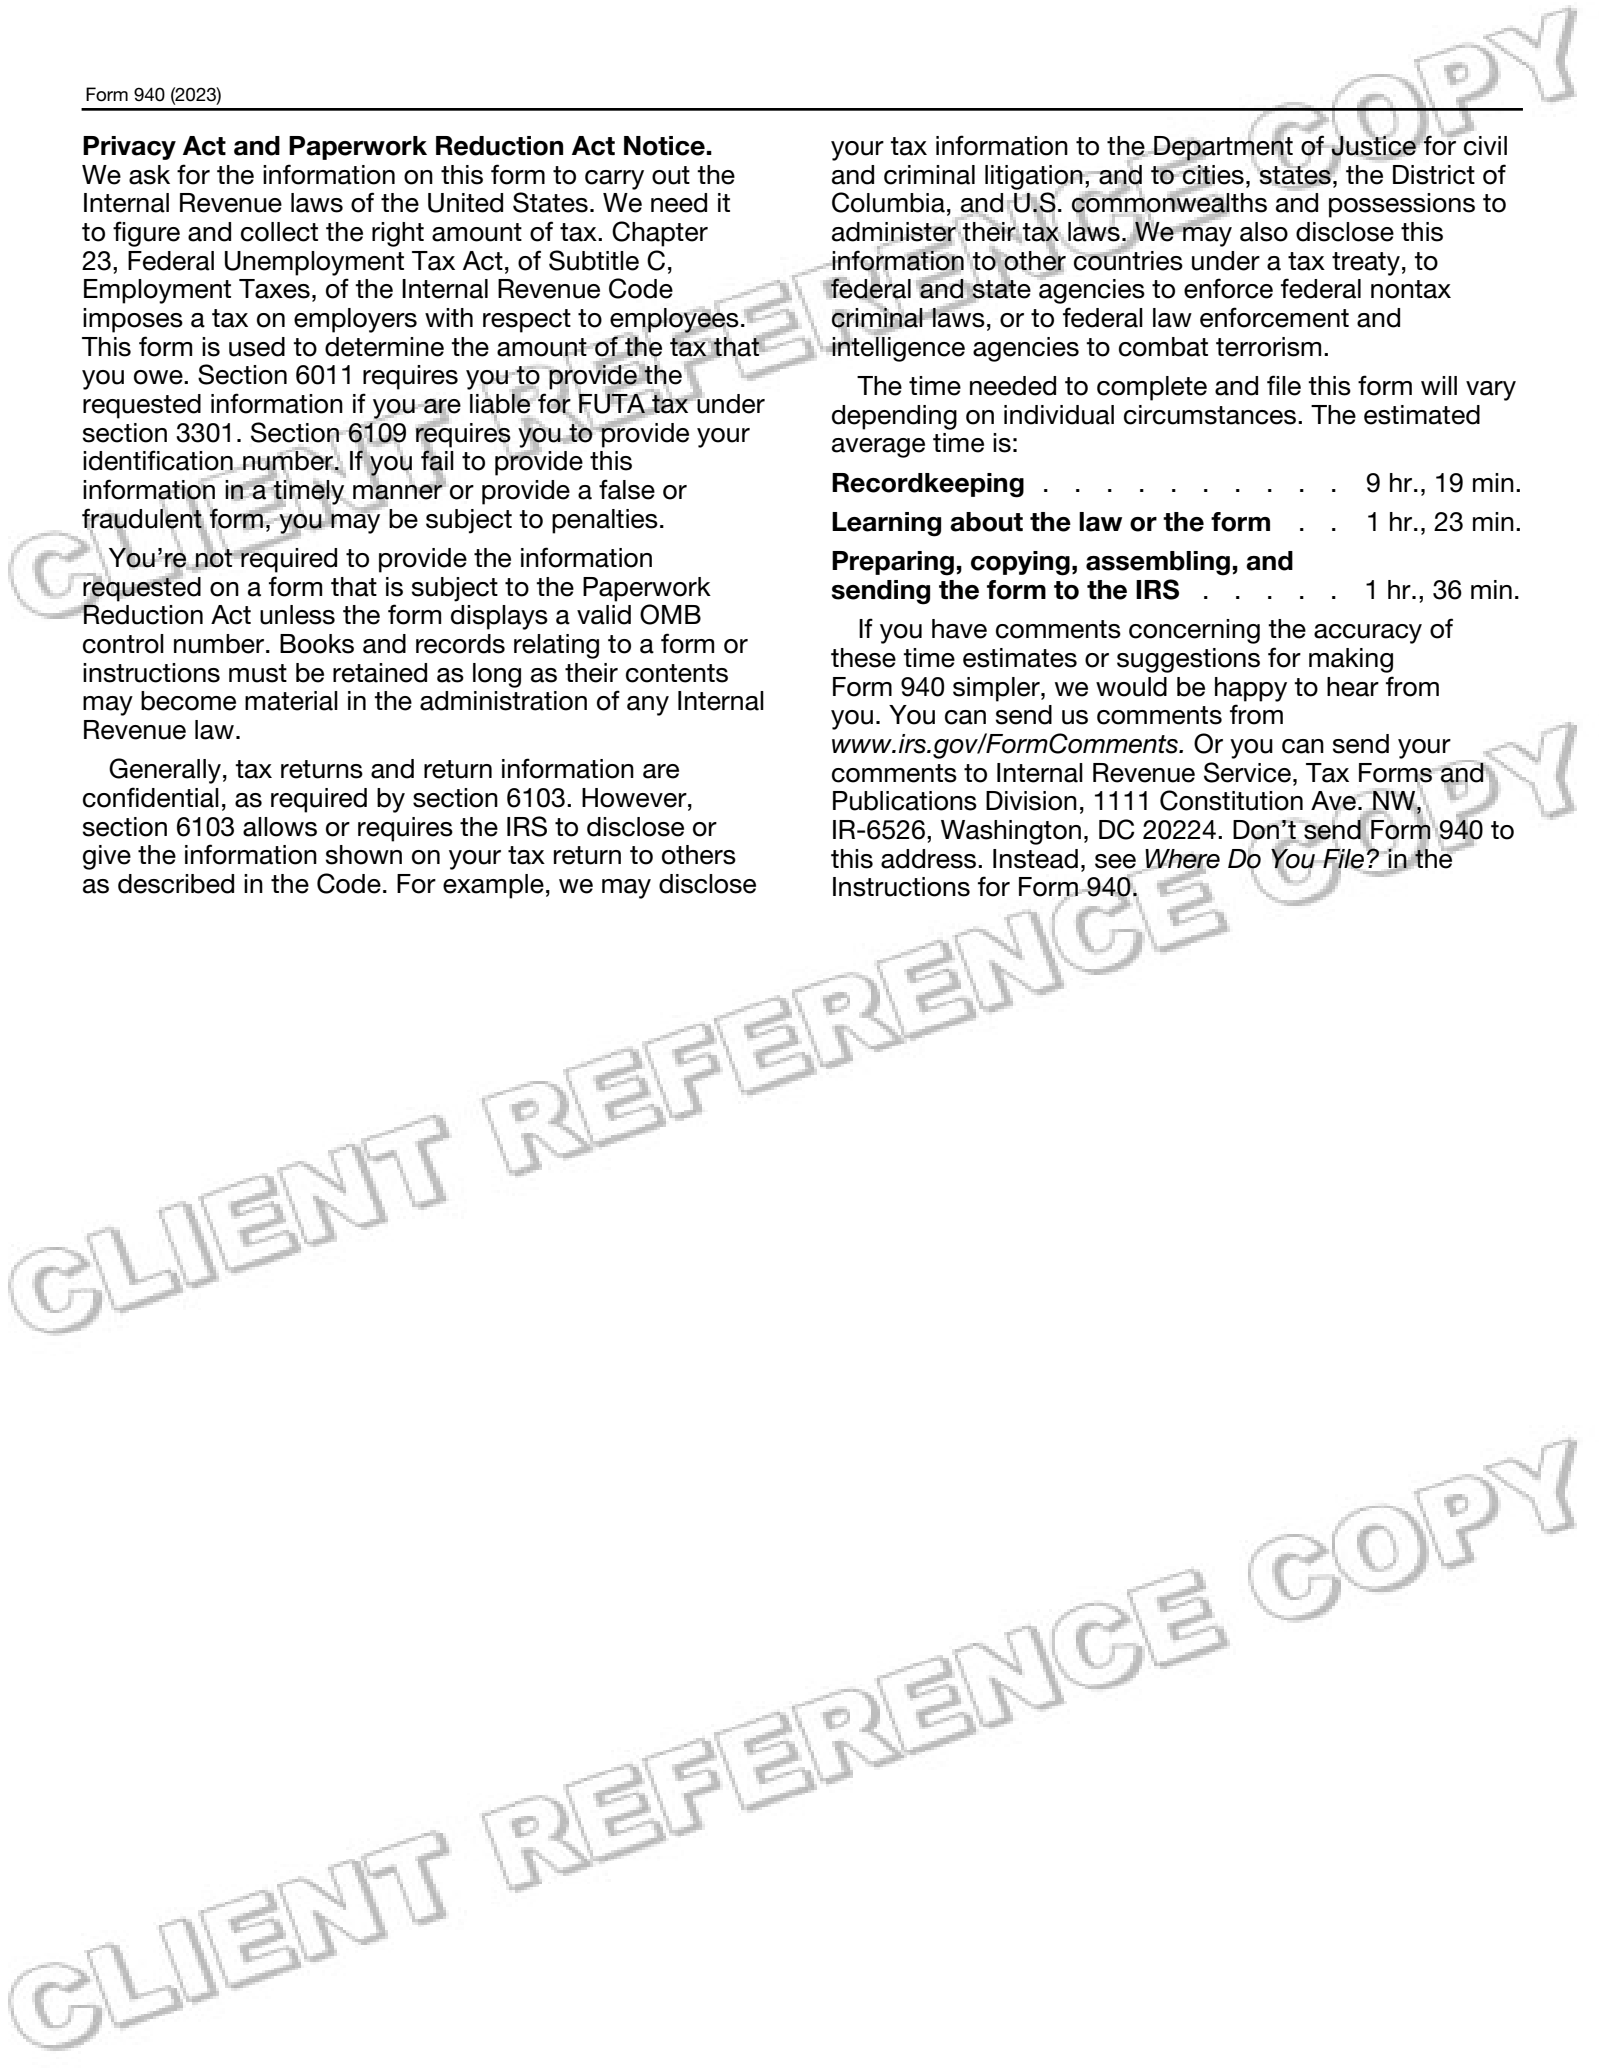 Form 940 (2023)
Privacy Act and Paperwork Reduction Act Notice.
We ask for the information on this form to carry out the
Internal Revenue laws of the United States. We need it
to figure and collect the right amount of tax. Chapter
23, Federal Unemployment Tax Act, of Subtitle C,
Employment Taxes, of the Internal Revenue Code
imposes a tax on employers with respect to employees.
This form is used to determine the amount of the tax that
you owe. Section 6011 requires you to provide the
requested information if you are liable for FUTA tax under
section 3301. Section 6109 requires you to provide your
identification number. If you fail to provide this
information in a timely manner or provide a false or
fraudulent form, you may be subject to penalties.
You’re not required to provide the information
requested on a form that is subject to the Paperwork
Reduction Act unless the form displays a valid OMB
control number. Books and records relating to a form or
instructions must be retained as long as their contents
may become material in the administration of any Internal
Revenue law.
Generally, tax returns and return information are
confidential, as required by section 6103. However,
section 6103 allows or requires the IRS to disclose or
give the information shown on your tax return to others
as described in the Code. For example, we may disclose
your tax information to the Department of Justice for civil
and criminal litigation, and to cities, states, the District of
Columbia, and U.S. commonwealths and possessions to
administer their tax laws. We may also disclose this
information to other countries under a tax treaty, to
federal and state agencies to enforce federal nontax
criminal laws, or to federal law enforcement and
intelligence agencies to combat terrorism.
The time needed to complete and file this form will vary
depending on individual circumstances. The estimated
average time is:
Recordkeeping . . . . . . . . . . 9 hr., 19 min.
Learning about the law or the form . . 1 hr., 23 min.
Preparing, copying, assembling, and
sending the form to the IRS . . . . . 1 hr., 36 min.
If you have comments concerning the accuracy of
these time estimates or suggestions for making
Form 940 simpler, we would be happy to hear from
you. You can send us comments from
www.irs.gov/FormComments. Or you can send your
comments to Internal Revenue Service, Tax Forms and
Publications Division, 1111 Constitution Ave. NW,
IR-6526, Washington, DC 20224. Don’t send Form 940 to
this address. Instead, see Where Do You File? in the
Instructions for Form 940.
CLIENT REFERENCE COPY
CLIENT REFERENCE COPY
CLIENT REFERENCE COPY